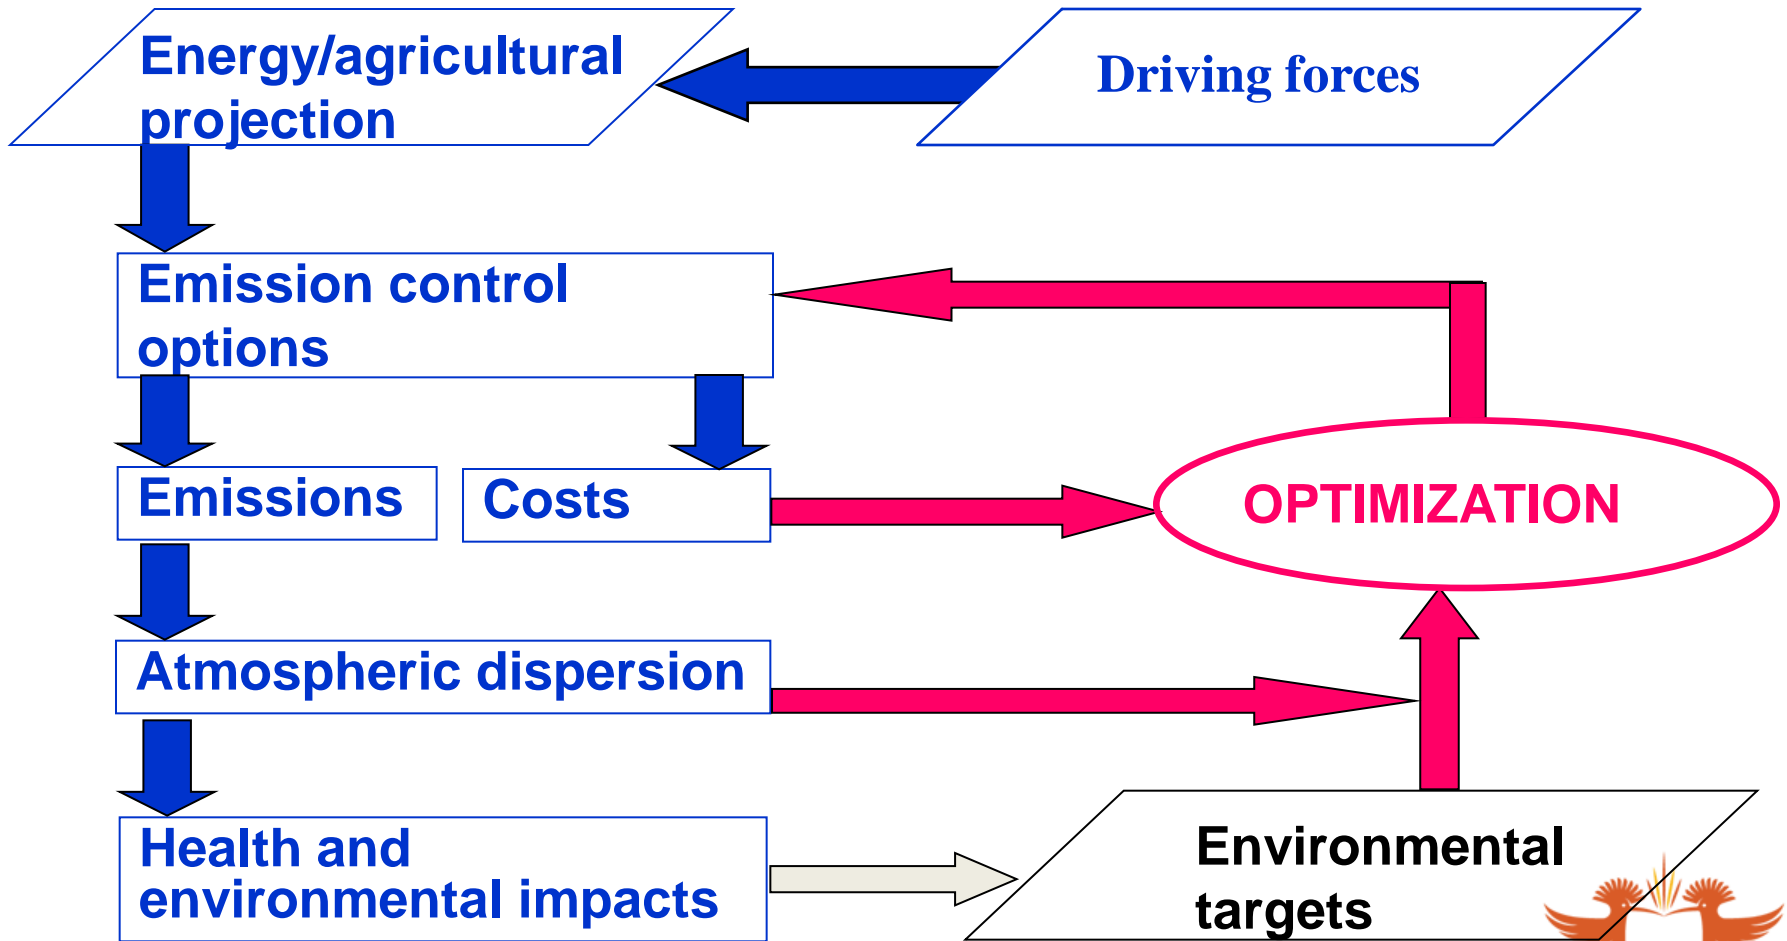 Energy/agricultural
projection
Driving forces
Emission control
options
Emissions
Costs
OPTIMIZATION
Atmospheric dispersion
Health and
environmental impacts
Environmental
targets